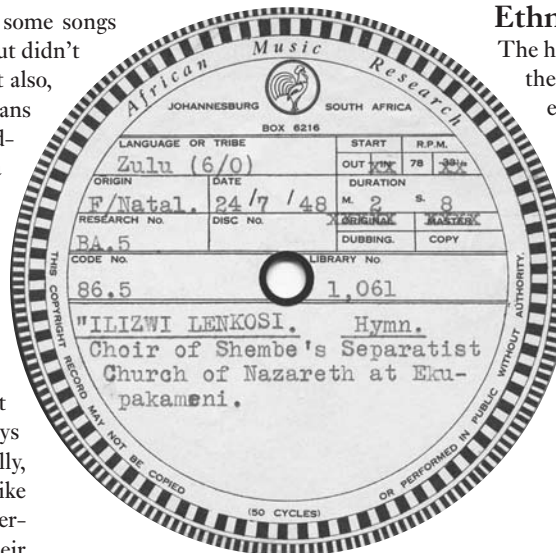 some songs
ut didn't
t also,
ans
d-
t
ys
lly,
ike
er-
eir
Ethn
The h
the
e
African Music Research
JOHANNESBURG SOUTH AFRICA
BOX 6216
LANGUAGE OR TRIBE START R.P.M.
Zulu (6/0) OUT IN 78 33⅓
ORIGIN DATE DURATION
F/Natal. 24/7/48 M. 2 S. 8
RESEARCH No. DISC No. ORIGINAL MASTER
BA.5 DUBBING. COPY
CODE No. LIBRARY No
86.5 1,061
"ILIZWI LENKOSI. Hymn.
Choir of Shembe's Separatist
Church of Nazareth at Eku-
pakameni.
THIS COPYRIGHT RECORD MAY NOT BE COPIED
(50 CYCLES)
OR PERFORMED IN PUBLIC WITHOUT AUTHORITY.